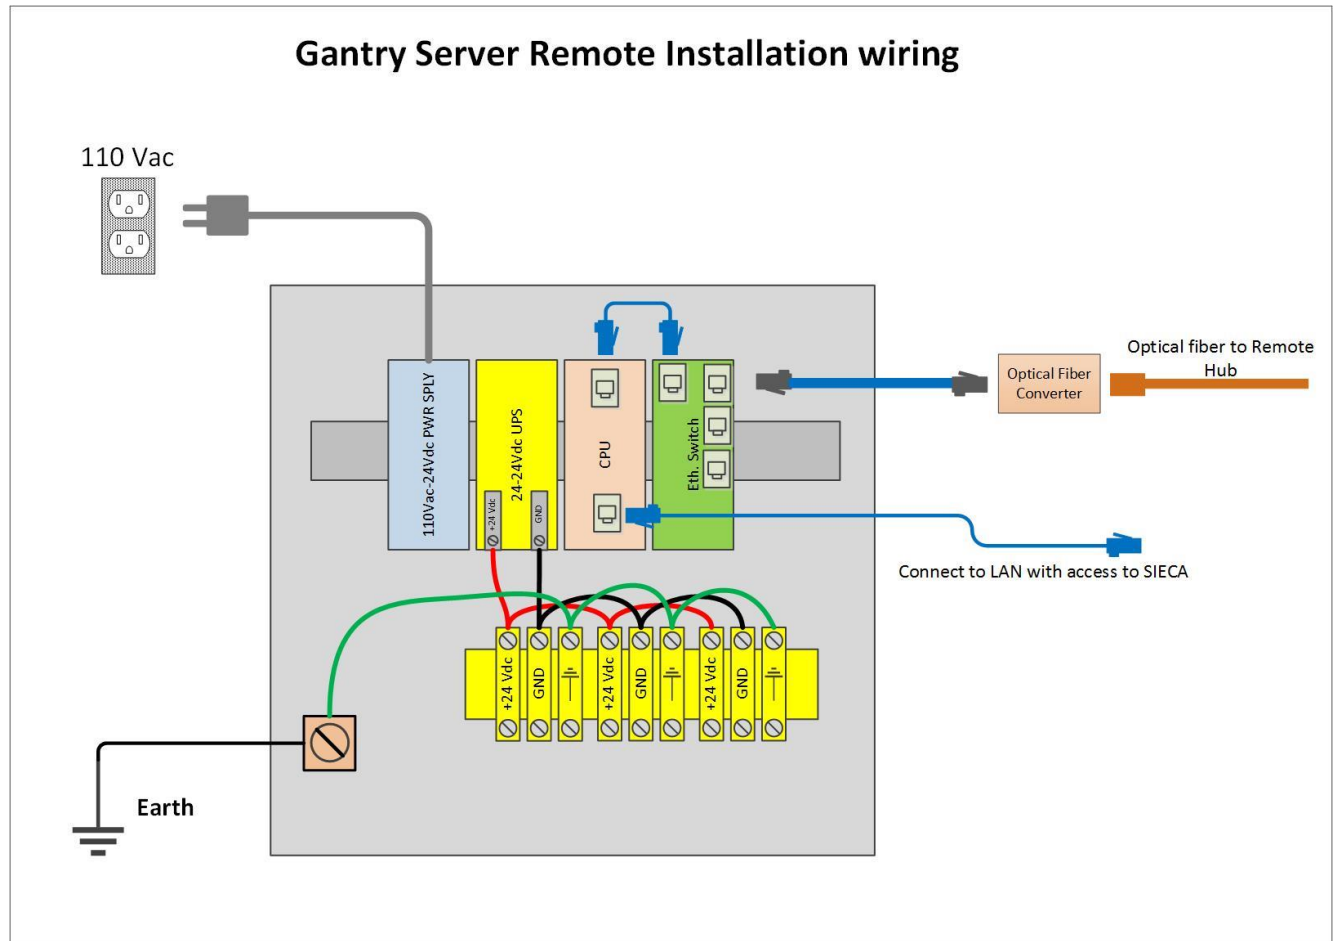 Gantry Server Remote Installation wiring
110 Vac
Optical fiber to Remote
Hub
Optical Fiber
Converter
110Vac-24Vdc PWR SPLY
24-24Vdc UPS
CPU
Eth. Switch
+24 Vdc
GND
Connect to LAN with access to SIECA
+24 Vdc
GND
+24 Vdc
GND
+24 Vdc
GND
Earth